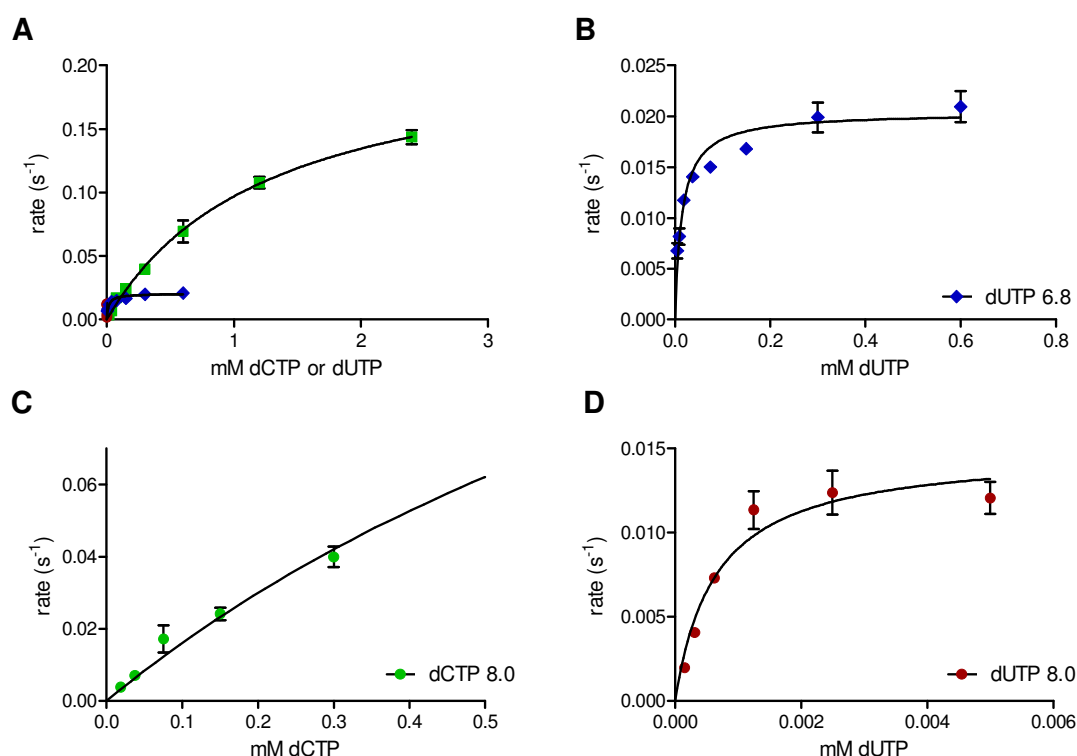 A
0.20
0.15
0.10
0.05
0.00
0
1
2
3
rate (s-1)
mM dCTP or dUTP
B
0.025
0.020
0.015
0.010
0.005
0.000
0.0
0.2
0.4
0.6
0.8
rate (s-1)
mM dUTP
dUTP 6.8
C
0.06
0.04
0.02
0.00
0.0
0.1
0.2
0.3
0.4
0.5
rate (s-1)
mM dCTP
dCTP 8.0
D
0.015
0.010
0.005
0.000
0.000
0.002
0.004
0.006
rate (s-1)
mM dUTP
dUTP 8.0